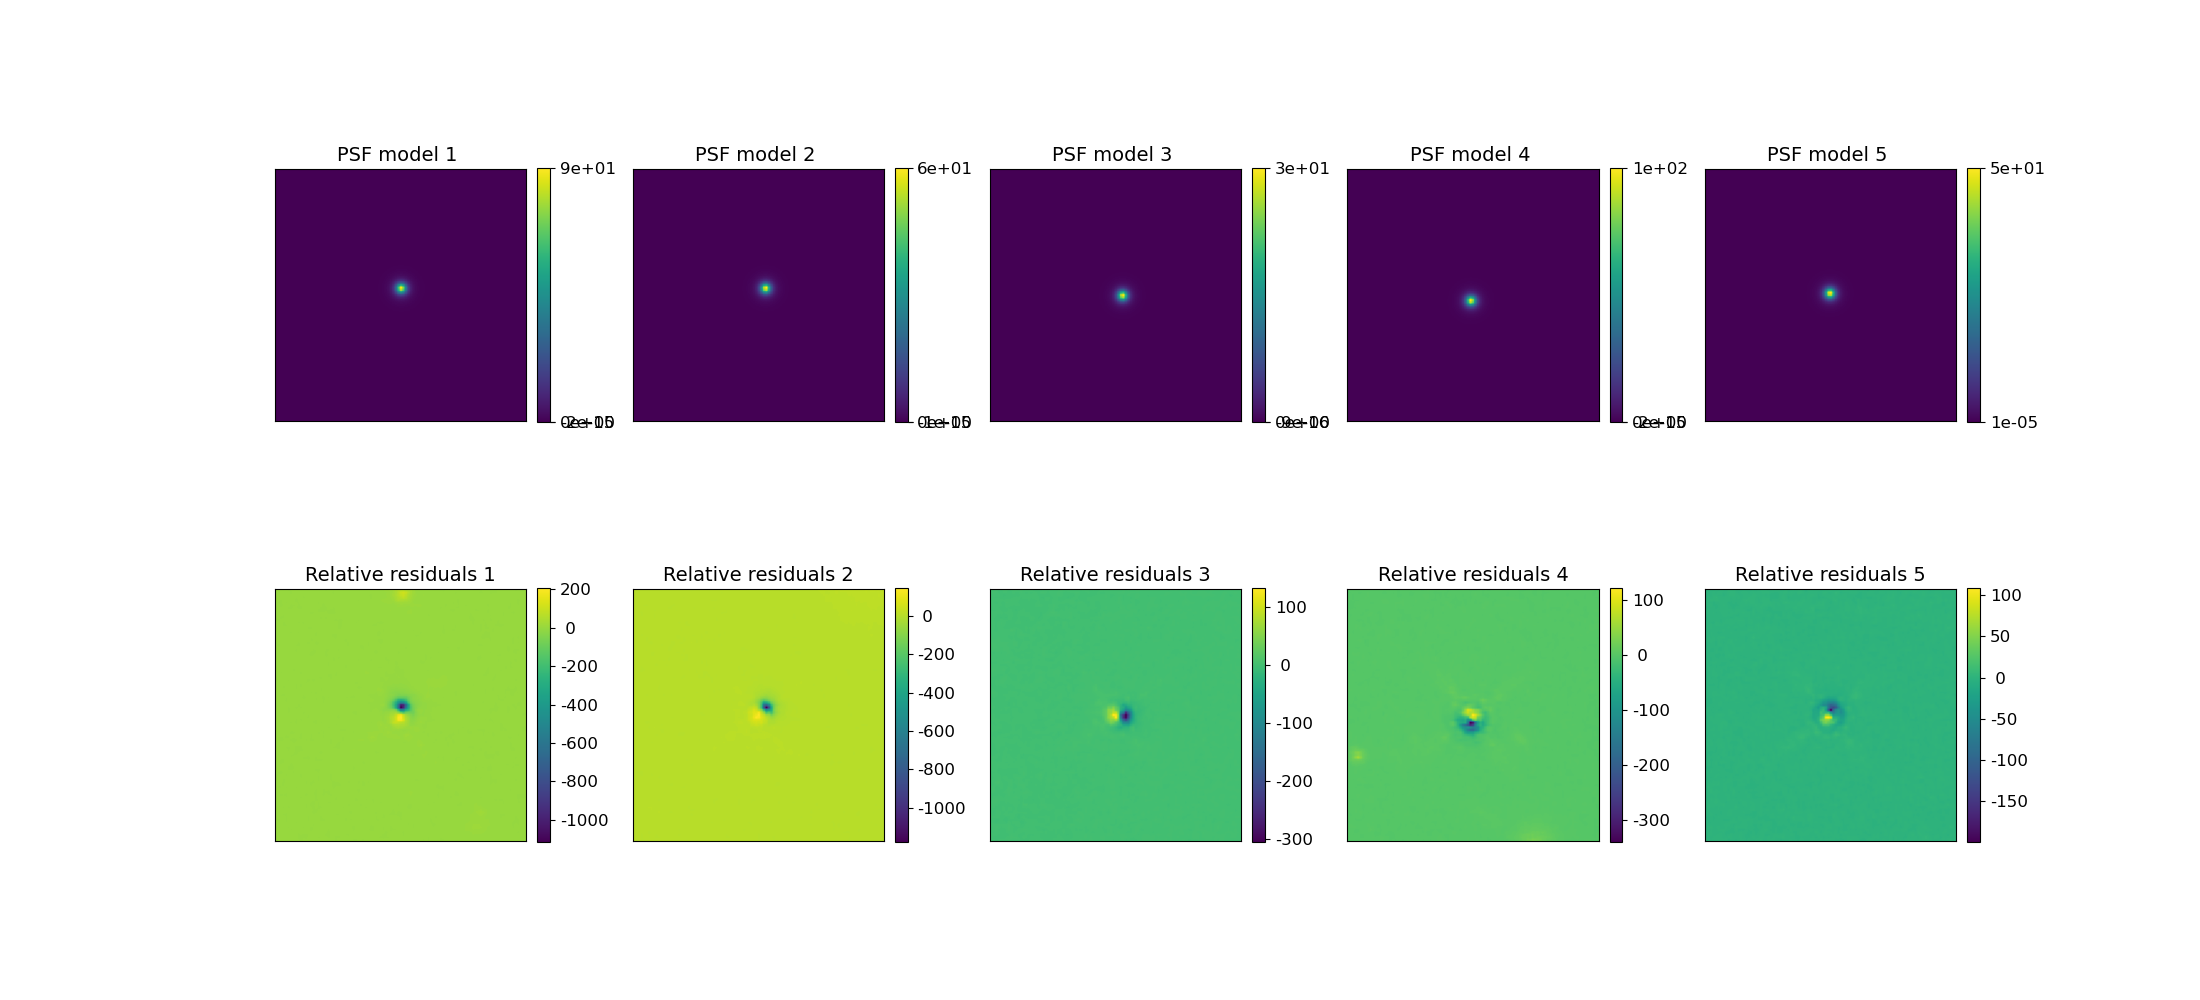 PSF model 1
PSF model 2
PSF model 3
PSF model 4
PSF model 5
9e+01
6e+01
3e+01
1e+02
5e+01
1e-05
Relative residuals 1
Relative residuals 2
Relative residuals 3
Relative residuals 4
Relative residuals 5
200
0
-200
-400
-600
-800
-1000
0
-200
-400
-600
-800
-1000
100
0
-100
-200
-300
100
0
-100
-200
-300
100
50
0
-50
-100
-150